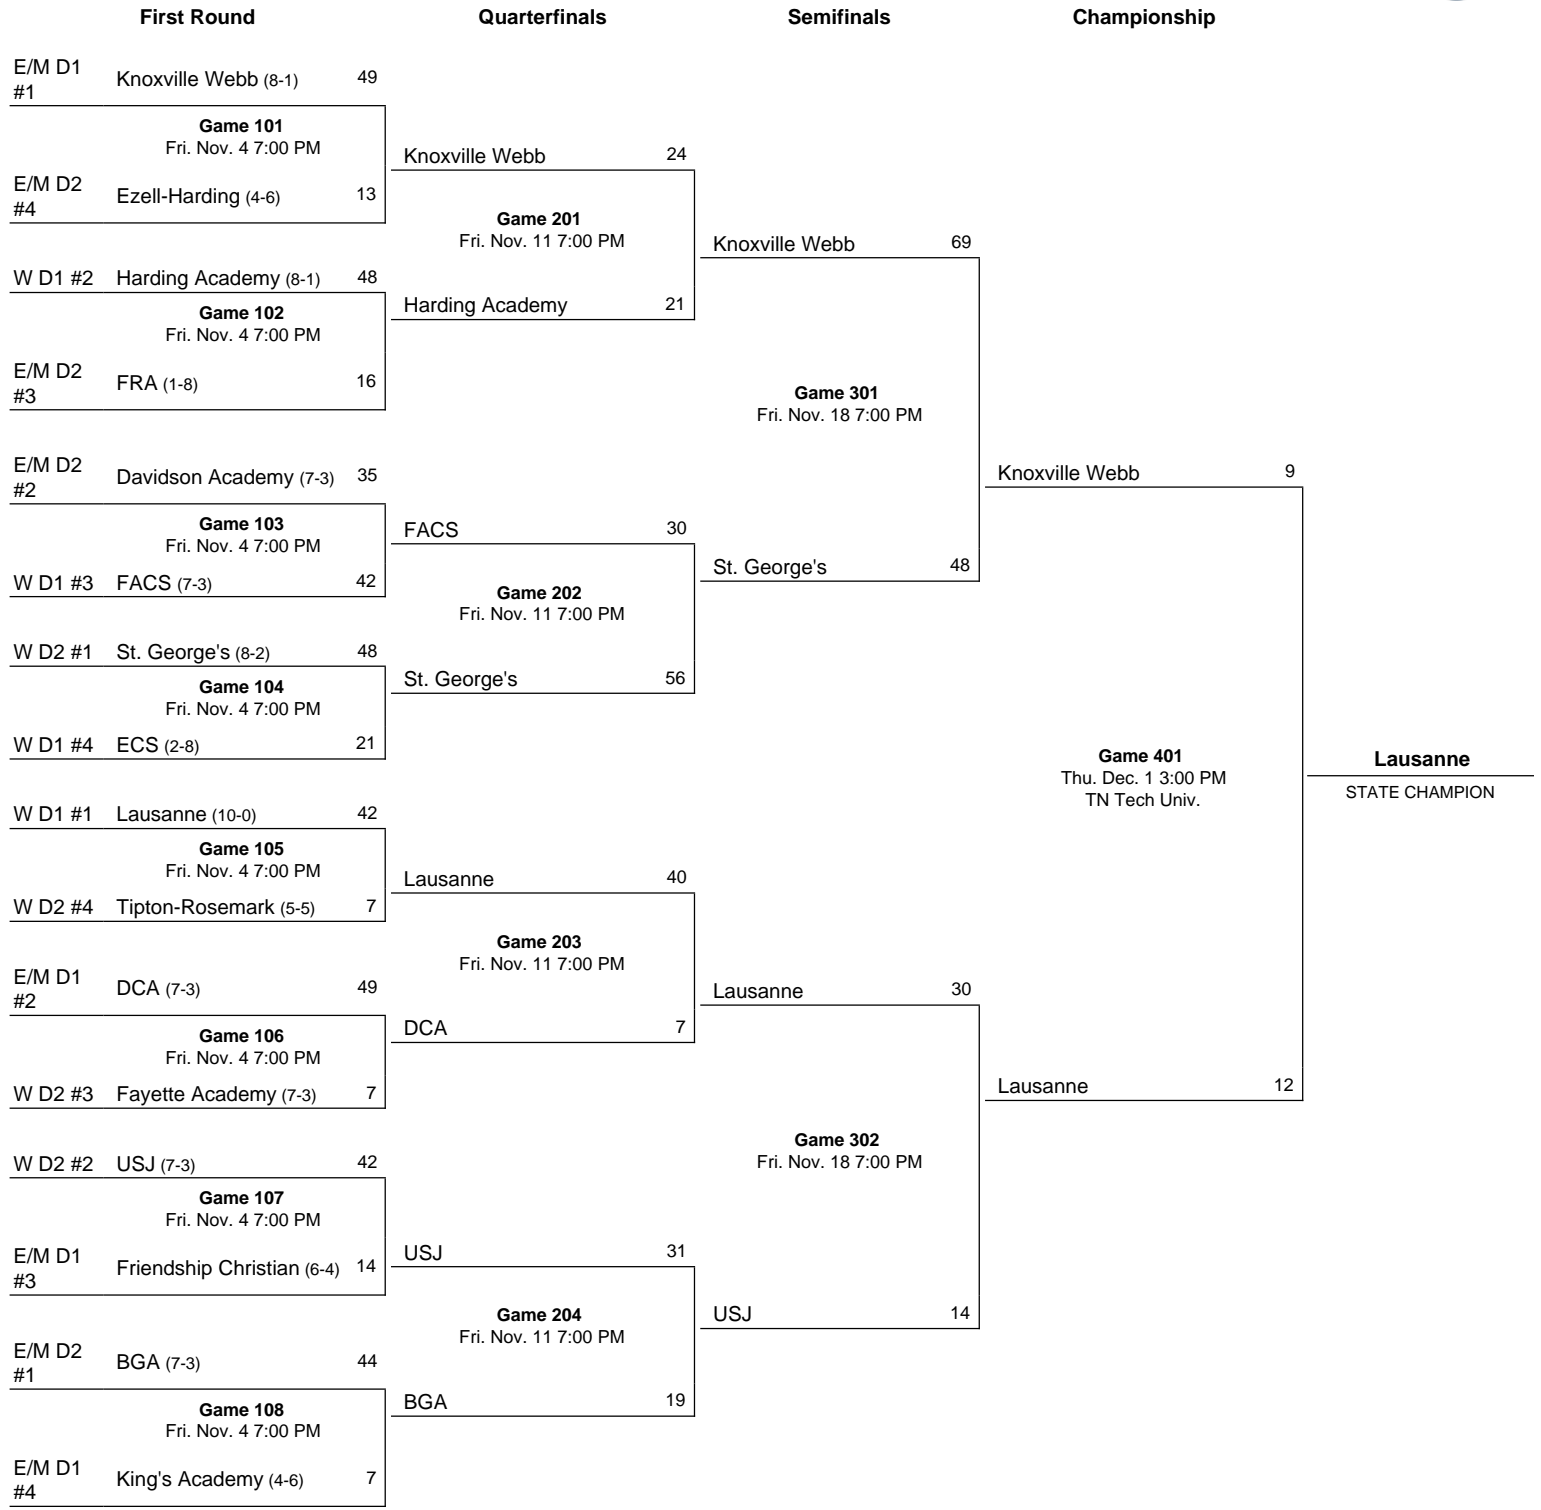 First Round Quarterfinals Semifinals Championship
E/M D1
#1
Knoxville Webb (8-1) 49
Game 101
Fri. Nov. 4 7:00 PM
E/M D2
#4
Ezell-Harding (4-6) 13
W D1 #2 Harding Academy (8-1) 48
Game 102
Fri. Nov. 4 7:00 PM
E/M D2
#3
FRA (1-8) 16
E/M D2
#2
Davidson Academy (7-3) 35
Game 103
Fri. Nov. 4 7:00 PM
W D1 #3 FACS (7-3) 42
W D2 #1 St. George's (8-2) 48
Game 104
Fri. Nov. 4 7:00 PM
W D1 #4 ECS (2-8) 21
W D1 #1 Lausanne (10-0) 42
Game 105
Fri. Nov. 4 7:00 PM
W D2 #4 Tipton-Rosemark (5-5) 7
E/M D1
#2
DCA (7-3) 49
Game 106
Fri. Nov. 4 7:00 PM
W D2 #3 Fayette Academy (7-3) 7
W D2 #2 USJ (7-3) 42
Game 107
Fri. Nov. 4 7:00 PM
E/M D1
#3
Friendship Christian (6-4) 14
E/M D2
#1
BGA (7-3) 44
Game 108
Fri. Nov. 4 7:00 PM
E/M D1
#4
King's Academy (4-6) 7
Knoxville Webb 24
Game 201
Fri. Nov. 11 7:00 PM
Harding Academy 21
FACS 30
Game 202
Fri. Nov. 11 7:00 PM
St. George's 56
Lausanne 40
Game 203
Fri. Nov. 11 7:00 PM
DCA 7
USJ 31
Game 204
Fri. Nov. 11 7:00 PM
BGA 19
Knoxville Webb 69
Game 301
Fri. Nov. 18 7:00 PM
St. George's 48
Lausanne 30
Game 302
Fri. Nov. 18 7:00 PM
USJ 14
Knoxville Webb 9
Game 401
Thu. Dec. 1 3:00 PM
TN Tech Univ.
Lausanne 12
Lausanne
STATE CHAMPION